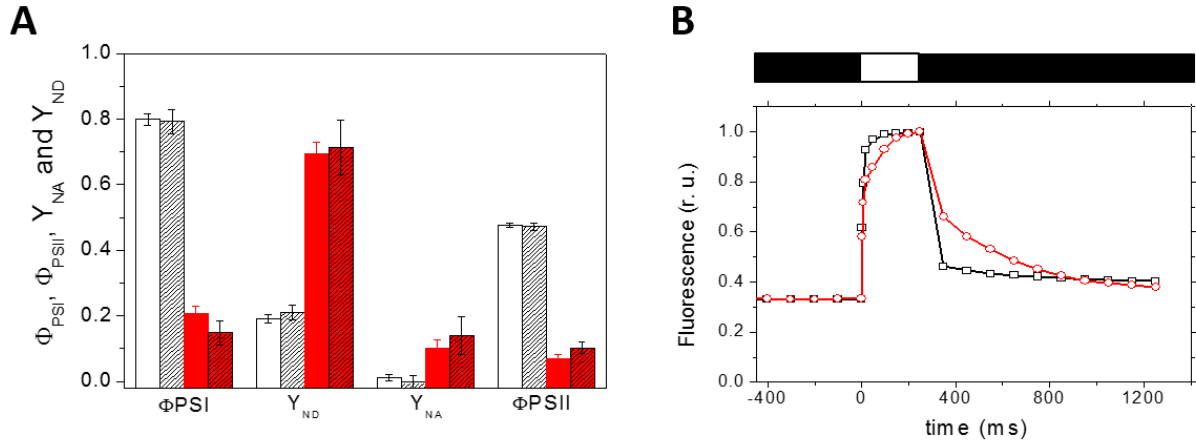 A
Φ_PSI, Φ_PSII, Y_NA and Y_ND
1.0
0.8
0.6
0.4
0.2
0.0
ΦPSI
Y_ND
Y_NA
ΦPSII
B
Fluorescence (r. u.)
1.0
0.8
0.6
0.4
0.2
0.0
-400
0
400
800
1200
time (ms)